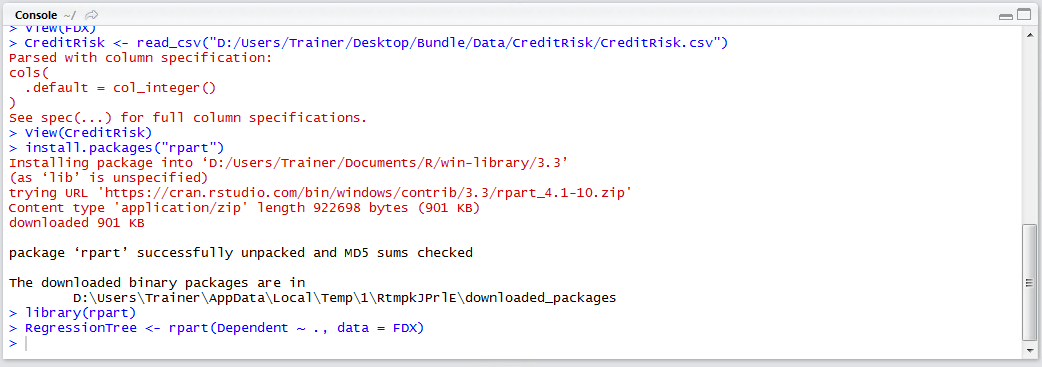 Console ~/
> View(FDX)
> CreditRisk <- read_csv("D:/Users/Trainer/Desktop/Bundle/Data/CreditRisk/CreditRisk.csv")
Parsed with column specification:
cols(
  .default = col_integer()
)
See spec(...) for full column specifications.
> View(CreditRisk)
> install.packages("rpart")
Installing package into ‘D:/Users/Trainer/Documents/R/win-library/3.3’
(as ‘lib’ is unspecified)
trying URL 'https://cran.rstudio.com/bin/windows/contrib/3.3/rpart_4.1-10.zip'
Content type 'application/zip' length 922698 bytes (901 KB)
downloaded 901 KB
package ‘rpart’ successfully unpacked and MD5 sums checked
The downloaded binary packages are in
        D:\Users\Trainer\AppData\Local\Temp\1\RtmpkJPrlE\downloaded_packages
> library(rpart)
> RegressionTree <- rpart(Dependent ~ ., data = FDX)
>